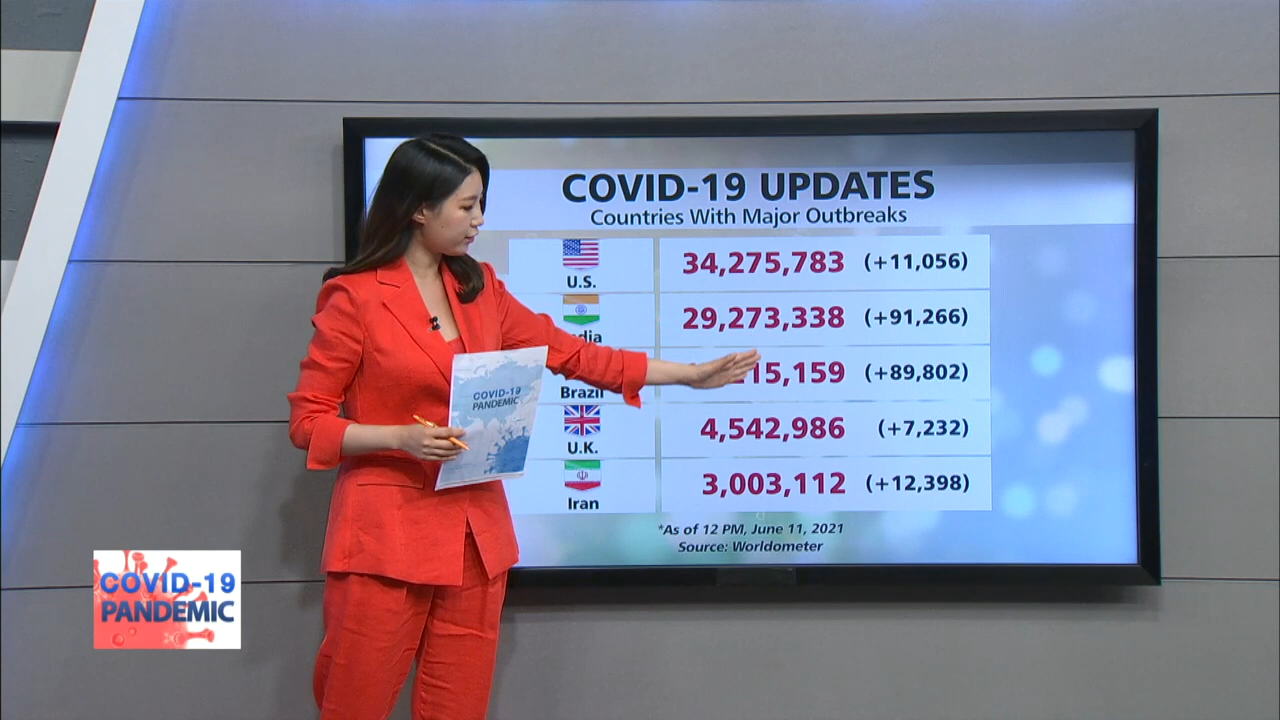 COVID-19 UPDATES
Countries With Major Outbreaks
U.S. 34,275,783 (+11,056)
29,273,338 (+91,266)
Brazil 15,159 (+89,802)
U.K. 4,542,986 (+7,232)
Iran 3,003,112 (+12,398)
*As of 12 PM, June 11, 2021
Source: Worldometer
COVID-19
PANDEMIC
COVID-19
PANDEMIC